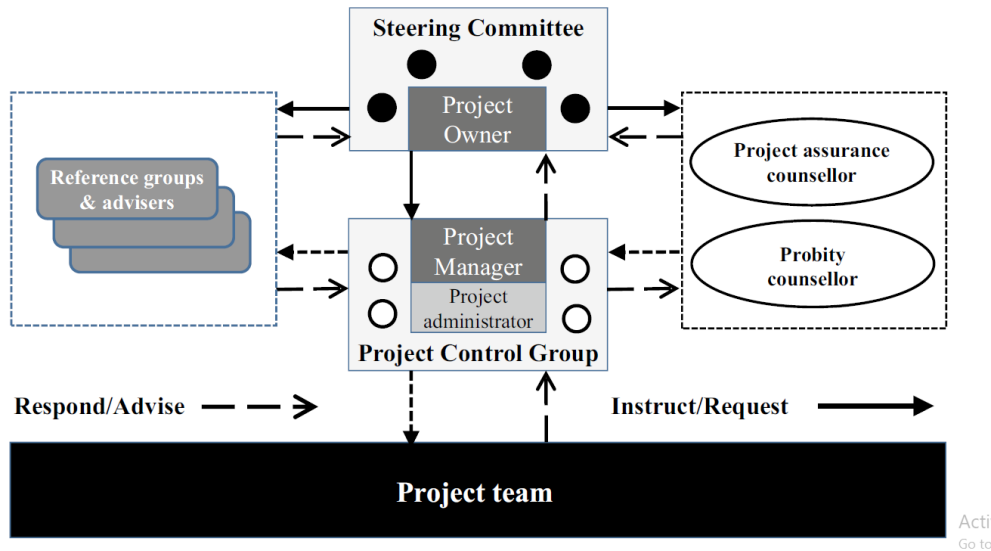 Steering Committee
Project
Owner
Reference groups
& advisers
Project assurance
counsellor
Project
Manager
Probity
counsellor
Project
administrator
Project Control Group
Respond/Advise
Instruct/Request
Project team
Acti
Go to